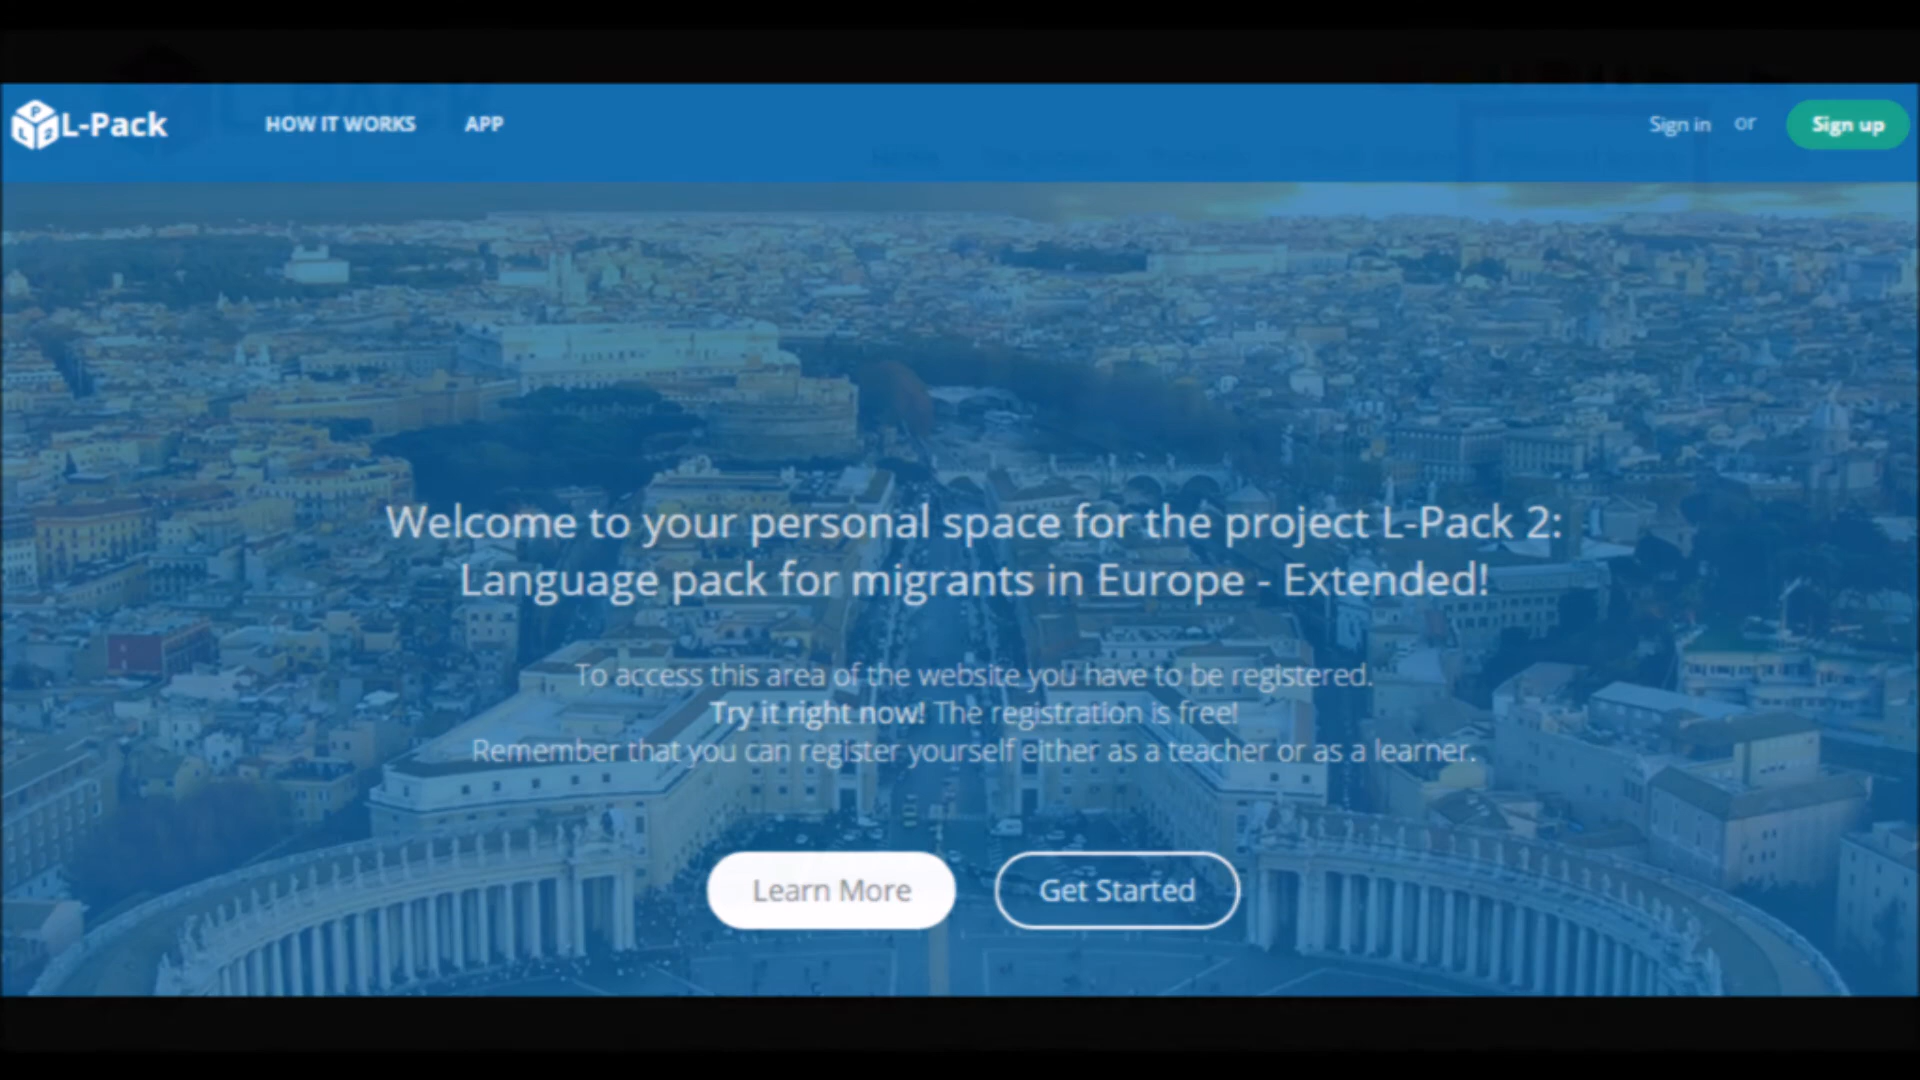 L-Pack
HOW IT WORKS
APP
Sign in or
Sign up
Welcome to your personal space for the project L-Pack 2:
Language pack for migrants in Europe - Extended!
To access this area of the website you have to be registered.
Try it right now! The registration is free!
Remember that you can register yourself either as a teacher or as a learner.
Learn More
Get Started